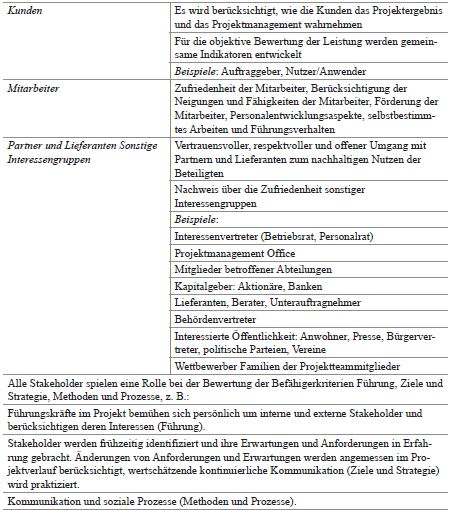 Kunden
Es wird berücksichtigt, wie die Kunden das Projektergebnis
und das Projektmanagement wahrnehmen
Für die objektive Bewertung der Leistung werden gemein-
same Indikatoren entwickelt
Beispiele: Auftraggeber, Nutzer/Anwender
Mitarbeiter
Zufriedenheit der Mitarbeiter, Berücksichtigung der
Neigungen und Fähigkeiten der Mitarbeiter, Förderung der
Mitarbeiter, Personalentwicklungsaspekte, selbstbestimm-
tes Arbeiten und Führungsverhalten
Partner und Lieferanten Sonstige
Interessengruppen
Vertrauensvoller, respektvoller und offener Umgang mit
Partnern und Lieferanten zum nachhaltigen Nutzen der
Beteiligten
Nachweis über die Zufriedenheit sonstiger
Interessengruppen
Beispiele:
Interessenvertreter (Betriebsrat, Personalrat)
Projektmanagement Office
Mitglieder betroffener Abteilungen
Kapitalgeber: Aktionäre, Banken
Lieferanten, Berater, Unterauftragnehmer
Behördenvertreter
Interessierte Öffentlichkeit: Anwohner, Presse, Bürgerver-
treter, politische Parteien, Vereine
Wettbewerber Familien der Projektteammitglieder
Alle Stakeholder spielen eine Rolle bei der Bewertung der Befähigerkriterien Führung, Ziele und
Strategie, Methoden und Prozesse, z. B.:
Führungskräfte im Projekt bemühen sich persönlich um interne und externe Stakeholder und
berücksichtigen deren Interessen (Führung).
Stakeholder werden frühzeitig identifiziert und ihre Erwartungen und Anforderungen in Erfah-
rung gebracht. Änderungen von Anforderungen und Erwartungen werden angemessen im Pro-
jektverlauf berücksichtigt, wertschätzende kontinuierliche Kommunikation (Ziele und Strategie)
wird praktiziert.
Kommunikation und soziale Prozesse (Methoden und Prozesse).